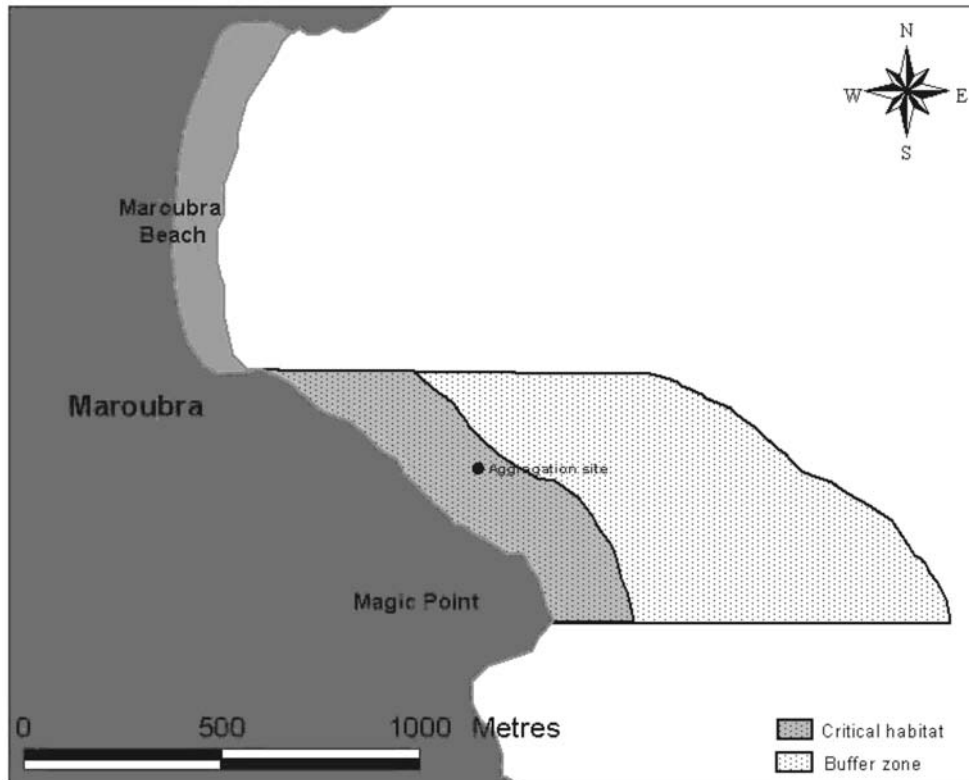 N
W E
S
Maroubra
Beach
Maroubra
Aggregation site
Magic Point
0 500 1000 Metres
Critical habitat
Buffer zone